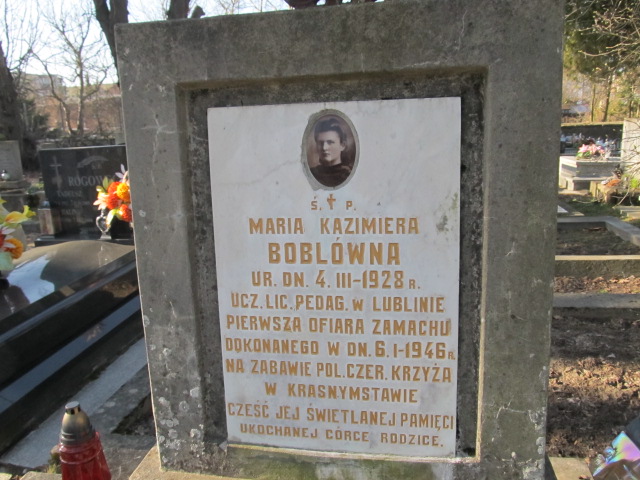 Ś. † P.
MARIA KAZIMIERA
BOBLÓWNA
UR. DN. 4. III-1928 R.
UCZ. LIC. PEDAG. W LUBLINIE
PIERWSZA OFIARA ZAMACHU
DOKONANEGO W DN. 6. I-1946 R.
NA ZABAWIE POL. CZER. KRZYŻA
W KRASNYMSTAWIE
CZEŚĆ JEJ ŚWIETLANEJ PAMIĘCI
UKOCHANEJ CÓRCE RODZICE.